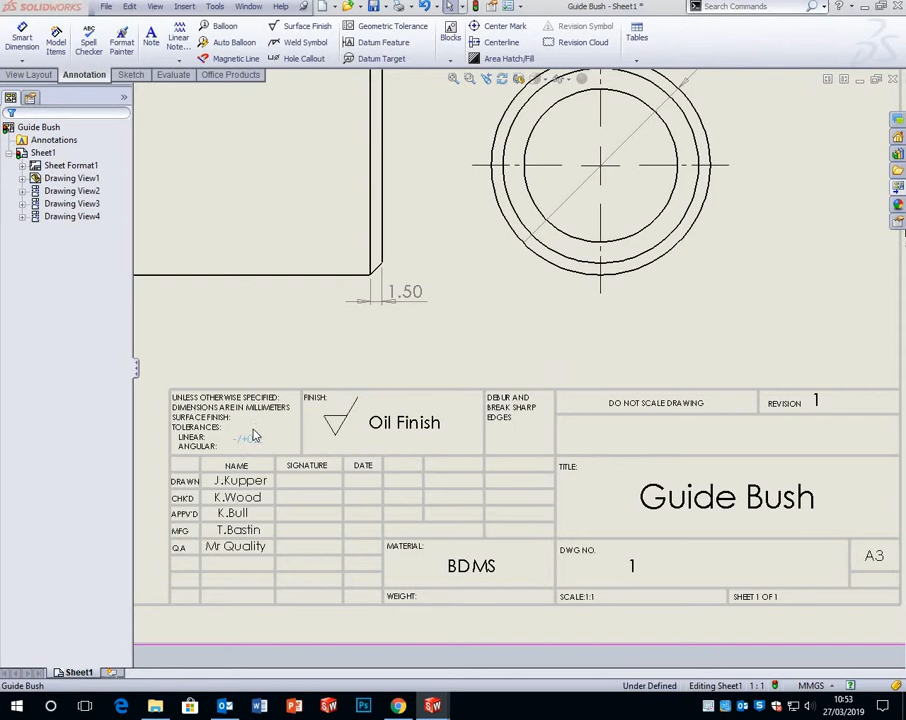 SOLIDWORKS
Guide Bush - Sheet1 *
Search Commands
Smart Dimension
Model Items
Spell Checker
Format Painter
Note
Linear Note...
Balloon
Auto Balloon
Magnetic Line
Surface Finish
Weld Symbol
Hole Callout
Geometric Tolerance
Datum Feature
Datum Target
Blocks
Center Mark
Centerline
Area Hatch/Fill
Revision Symbol
Revision Cloud
Tables
View Layout
Annotation
Sketch
Evaluate
Office Products
Guide Bush
Annotations
Sheet1
Sheet Format1
Drawing View1
Drawing View2
Drawing View3
Drawing View4
1.50
UNLESS OTHERWISE SPECIFIED:
DIMENSIONS ARE IN MILLIMETERS
SURFACE FINISH:
TOLERANCES:
LINEAR:
ANGULAR:
FINISH:
Oil Finish
DEBUR AND
BREAK SHARP
EDGES
DO NOT SCALE DRAWING
REVISION 1
NAME SIGNATURE DATE
DRAWN J.Kupper
CHK'D K.Wood
APPV'D K.Bull
MFG T.Bastin
Q.A Mr Quality
TITLE:
Guide Bush
MATERIAL:
BDMS
WEIGHT:
DWG NO.
1
A3
SCALE:1:1
SHEET 1 OF 1
Sheet1
Guide Bush
Under Defined
Editing Sheet1
1 : 1
MMGS
10:53
27/03/2019